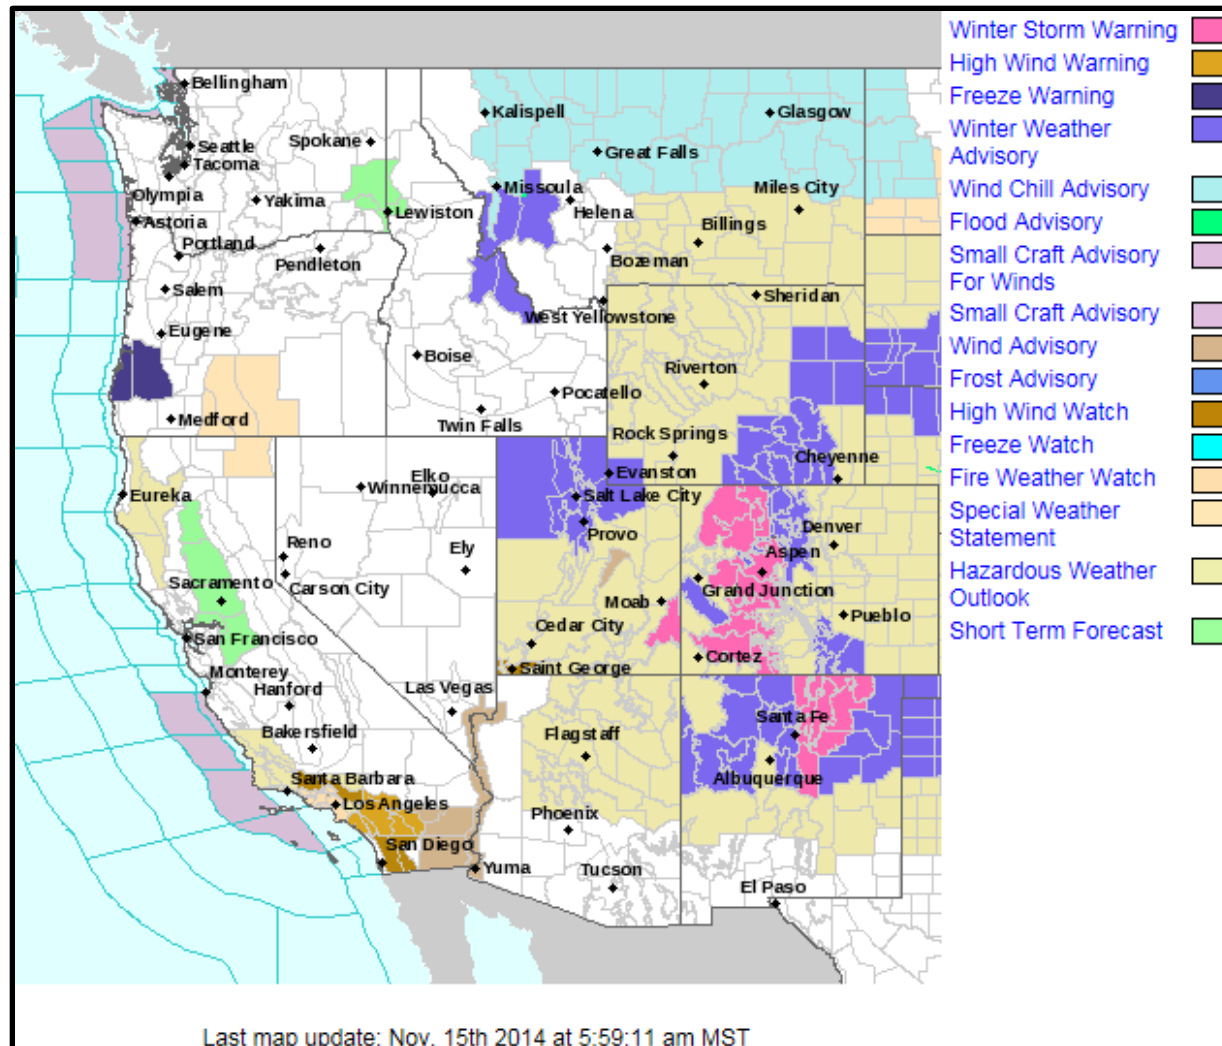 Bellingham
Kalispell
Glasgow
Seattle
Spokane
Tacoma
Great Falls
Olympia
Missoula
Miles City
Yakima
Lewiston
Helena
Astoria
Portland
Billings
Pendleton
Bozeman
Salem
Sheridan
West Yellowstone
Eugene
Boise
Riverton
Pocatello
Medford
Twin Falls
Rock Springs
Cheyenne
Evanston
Elko
Winnemucca
Eureka
Salt Lake City
Provo
Denver
Reno
Ely
Aspen
Sacramento
Carson City
Grand Junction
Moab
Pueblo
Cedar City
San Francisco
Cortez
Saint George
Monterey
Hanford
Las Vegas
Santa Fe
Bakersfield
Flagstaff
Santa Barbara
Albuquerque
Los Angeles
Phoenix
San Diego
Yuma
Tucson
El Paso
Winter Storm Warning
High Wind Warning
Freeze Warning
Winter Weather
Advisory
Wind Chill Advisory
Flood Advisory
Small Craft Advisory
For Winds
Small Craft Advisory
Wind Advisory
Frost Advisory
High Wind Watch
Freeze Watch
Fire Weather Watch
Special Weather
Statement
Hazardous Weather
Outlook
Short Term Forecast
Last map update: Nov. 15th 2014 at 5:59:11 am MST